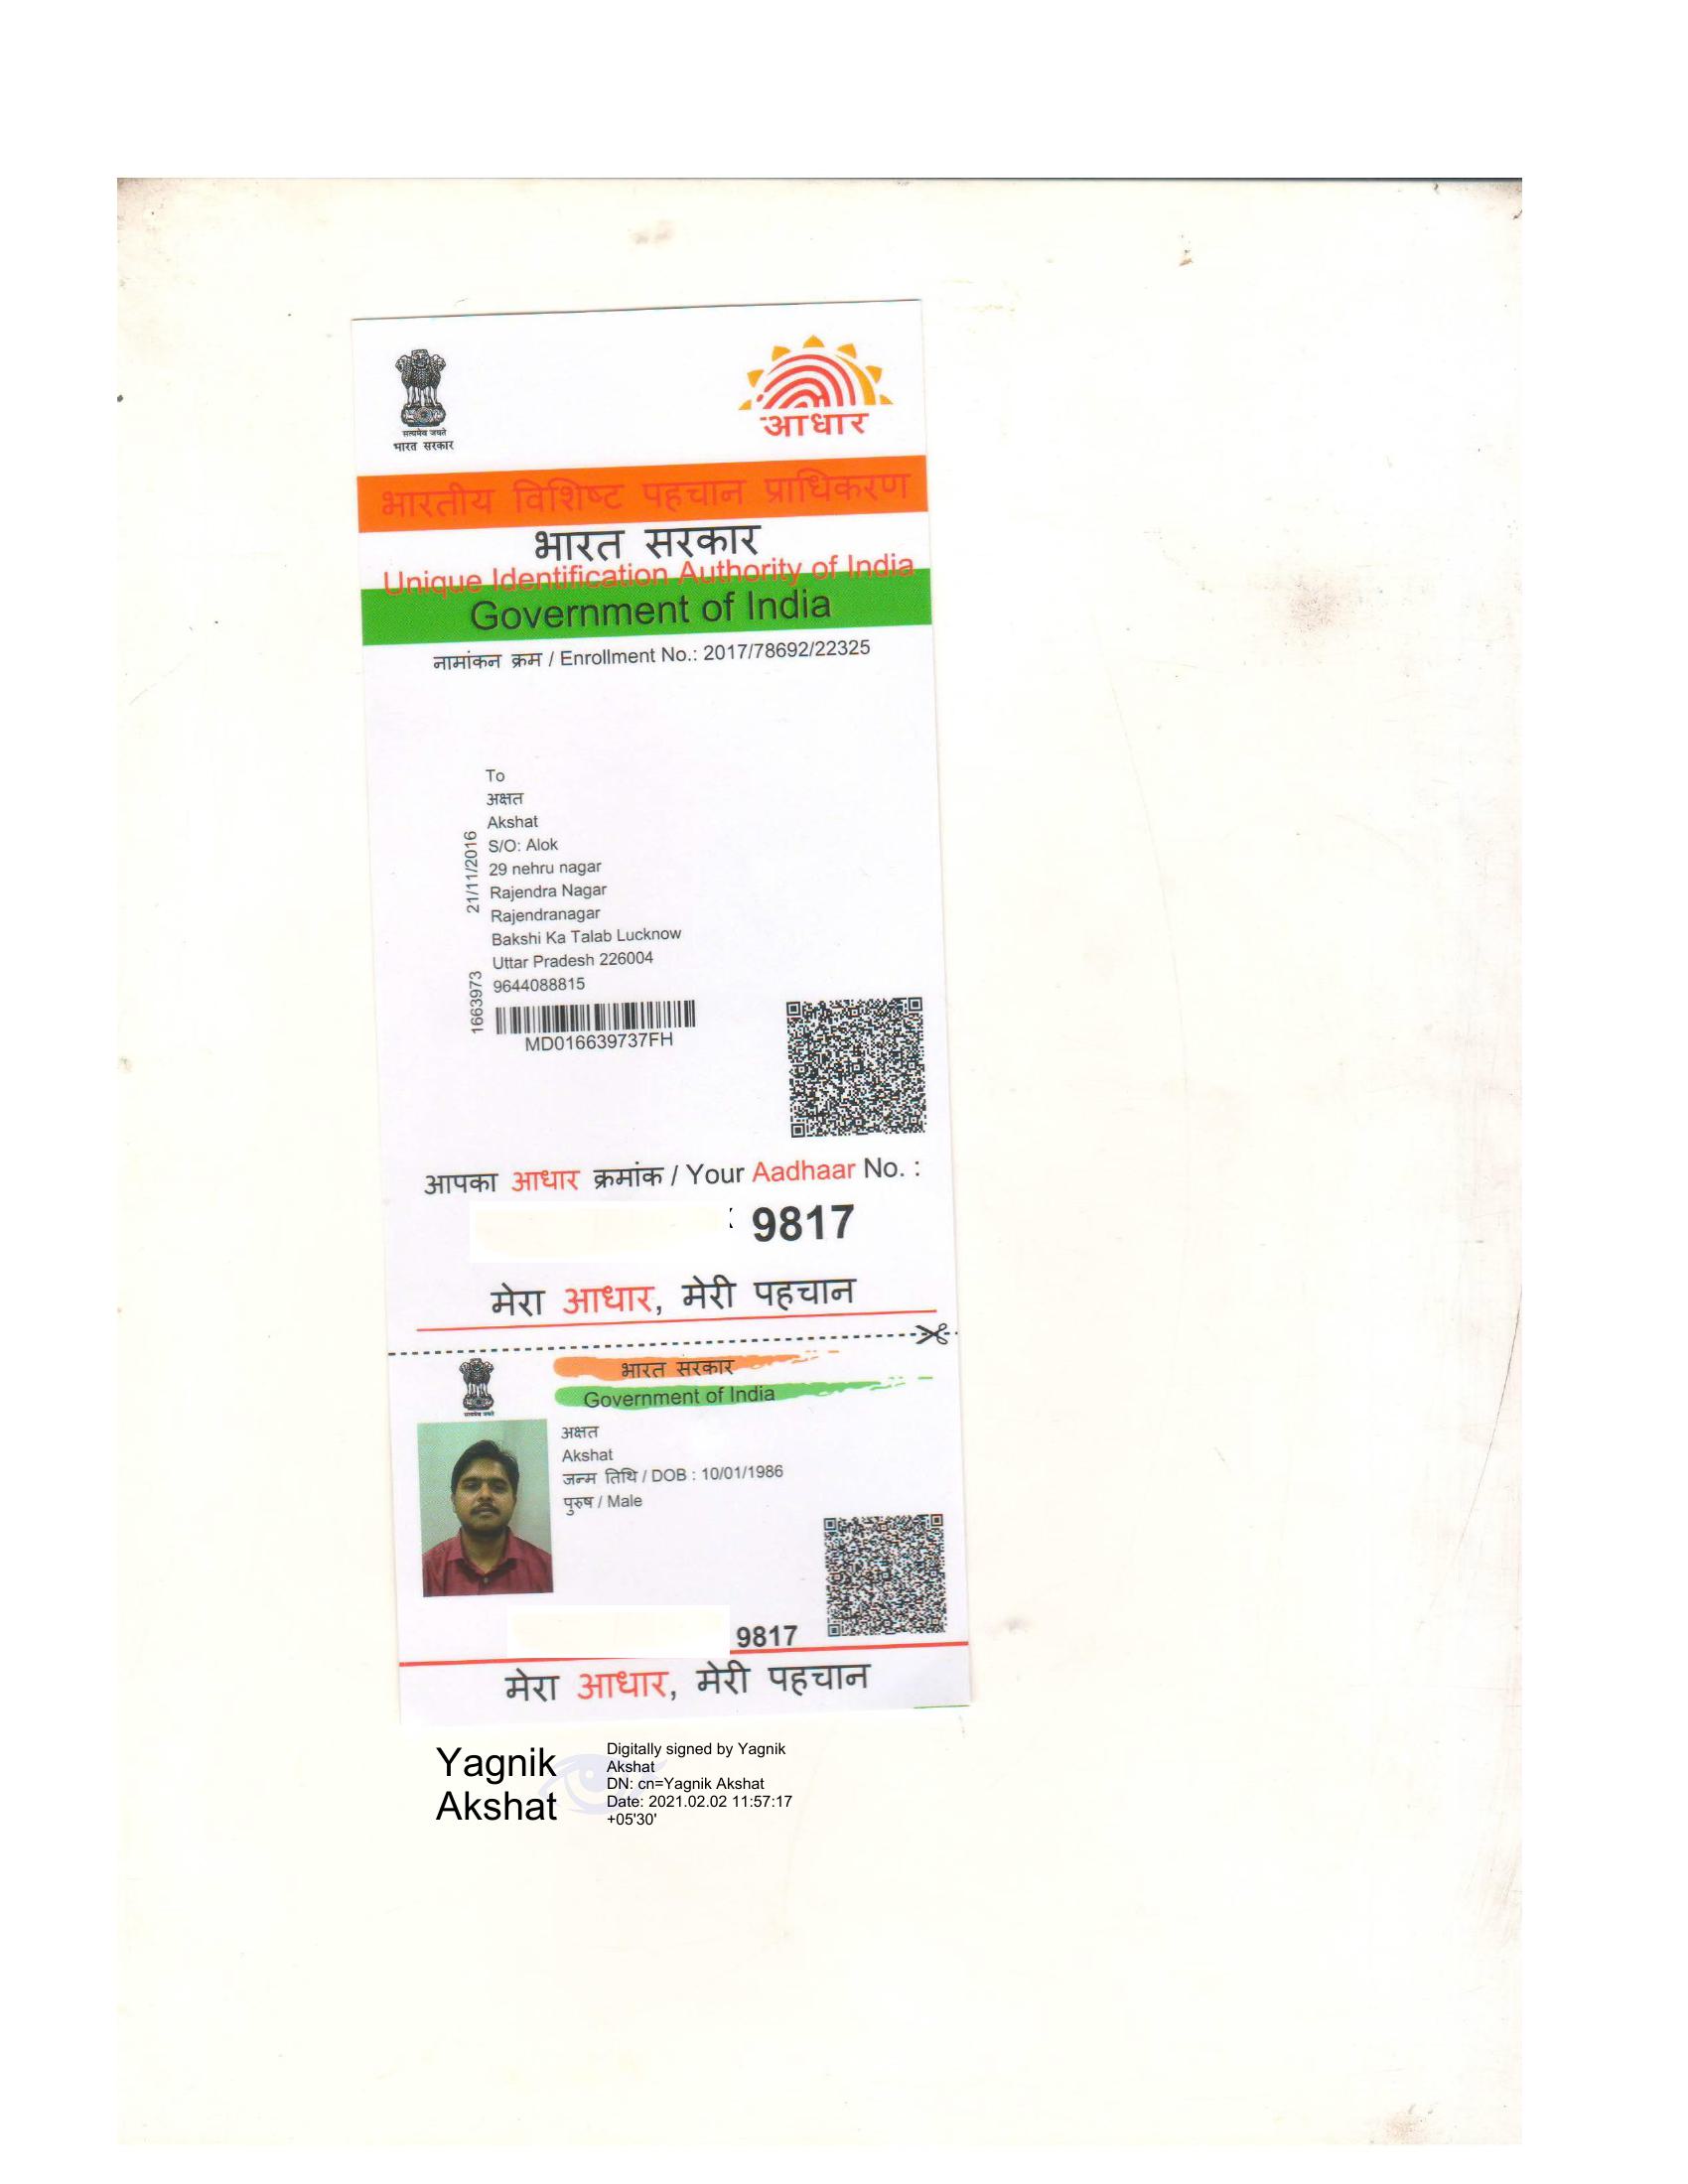 सत्यमेव जयते
भारत सरकार
आधार
भारतीय विशिष्ट पहचान प्राधिकरण
भारत सरकार
Unique Identification Authority of India
Government of India
नामांकन क्रम / Enrollment No.: 2017/78692/22325
To
अक्षत
Akshat
S/O: Alok
29 nehru nagar
Rajendra Nagar
Rajendranagar
Bakshi Ka Talab Lucknow
Uttar Pradesh 226004
9644088815
21/11/2016
1663973
MD016639737FH
आपका आधार क्रमांक / Your Aadhaar No. :
9817
मेरा आधार, मेरी पहचान
सत्यमेव जयते
भारत सरकार
Government of India
अक्षत
Akshat
जन्म तिथि / DOB : 10/01/1986
पुरुष / Male
9817
मेरा आधार, मेरी पहचान
Yagnik
Akshat
Digitally signed by Yagnik
Akshat
DN: cn=Yagnik Akshat
Date: 2021.02.02 11:57:17
+05'30'